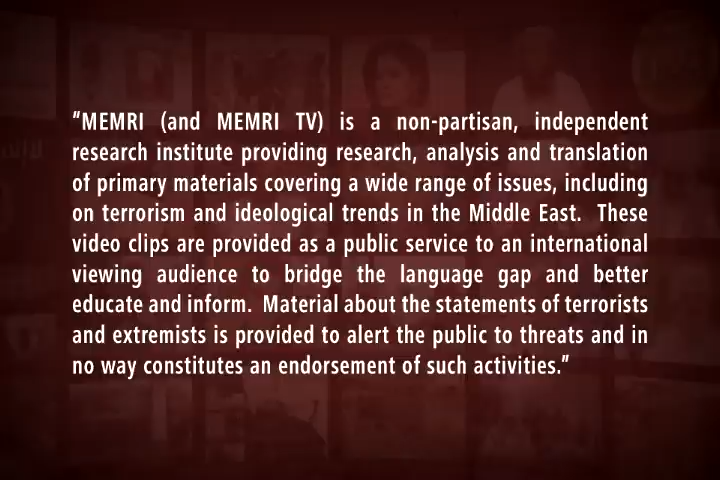 "MEMRI (and MEMRI TV) is a non-partisan, independent
research institute providing research, analysis and translation
of primary materials covering a wide range of issues, including
on terrorism and ideological trends in the Middle East. These
video clips are provided as a public service to an international
viewing audience to bridge the language gap and better
educate and inform. Material about the statements of terrorists
and extremists is provided to alert the public to threats and in
no way constitutes an endorsement of such activities."